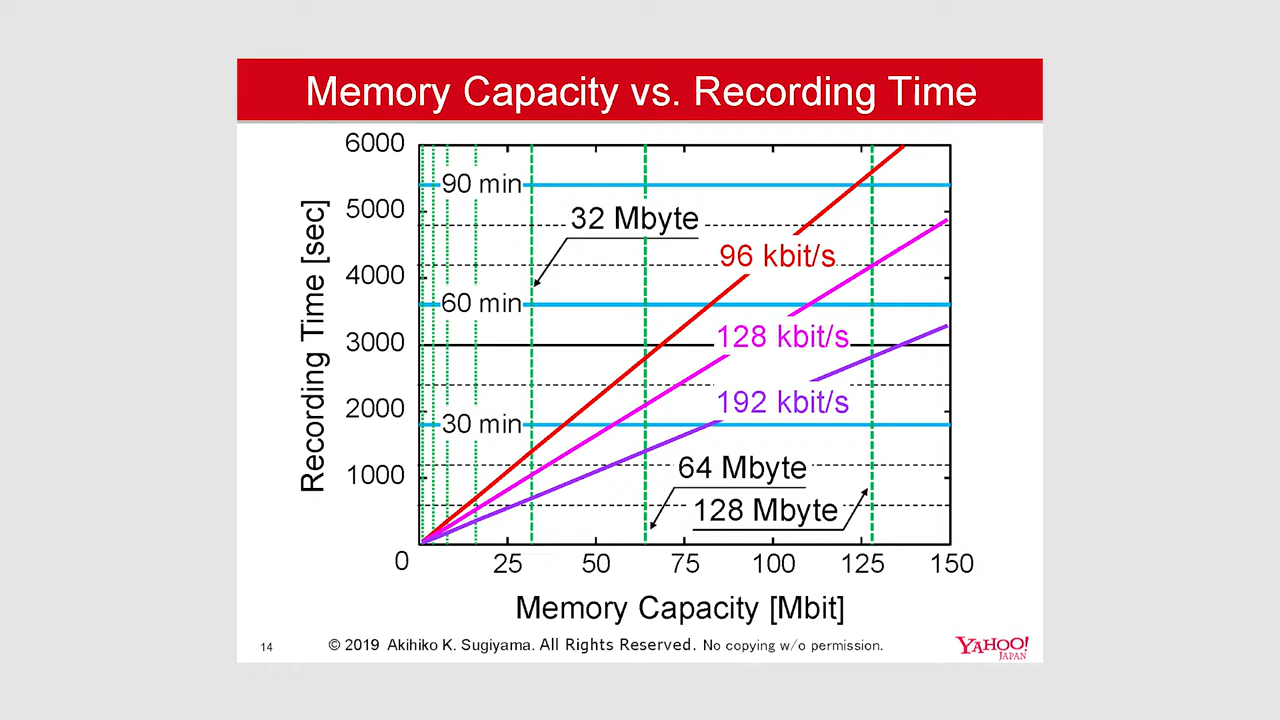 Memory Capacity vs. Recording Time
6000
90 min
5000
32 Mbyte
96 kbit/s
4000
60 min
128 kbit/s
3000
192 kbit/s
2000
30 min
64 Mbyte
1000
128 Mbyte
0
25
50
75
100
125
150
Recording Time [sec]
Memory Capacity [Mbit]
14
© 2019 Akihiko K. Sugiyama. All Rights Reserved. No copying w/o permission.
YAHOO!
JAPAN